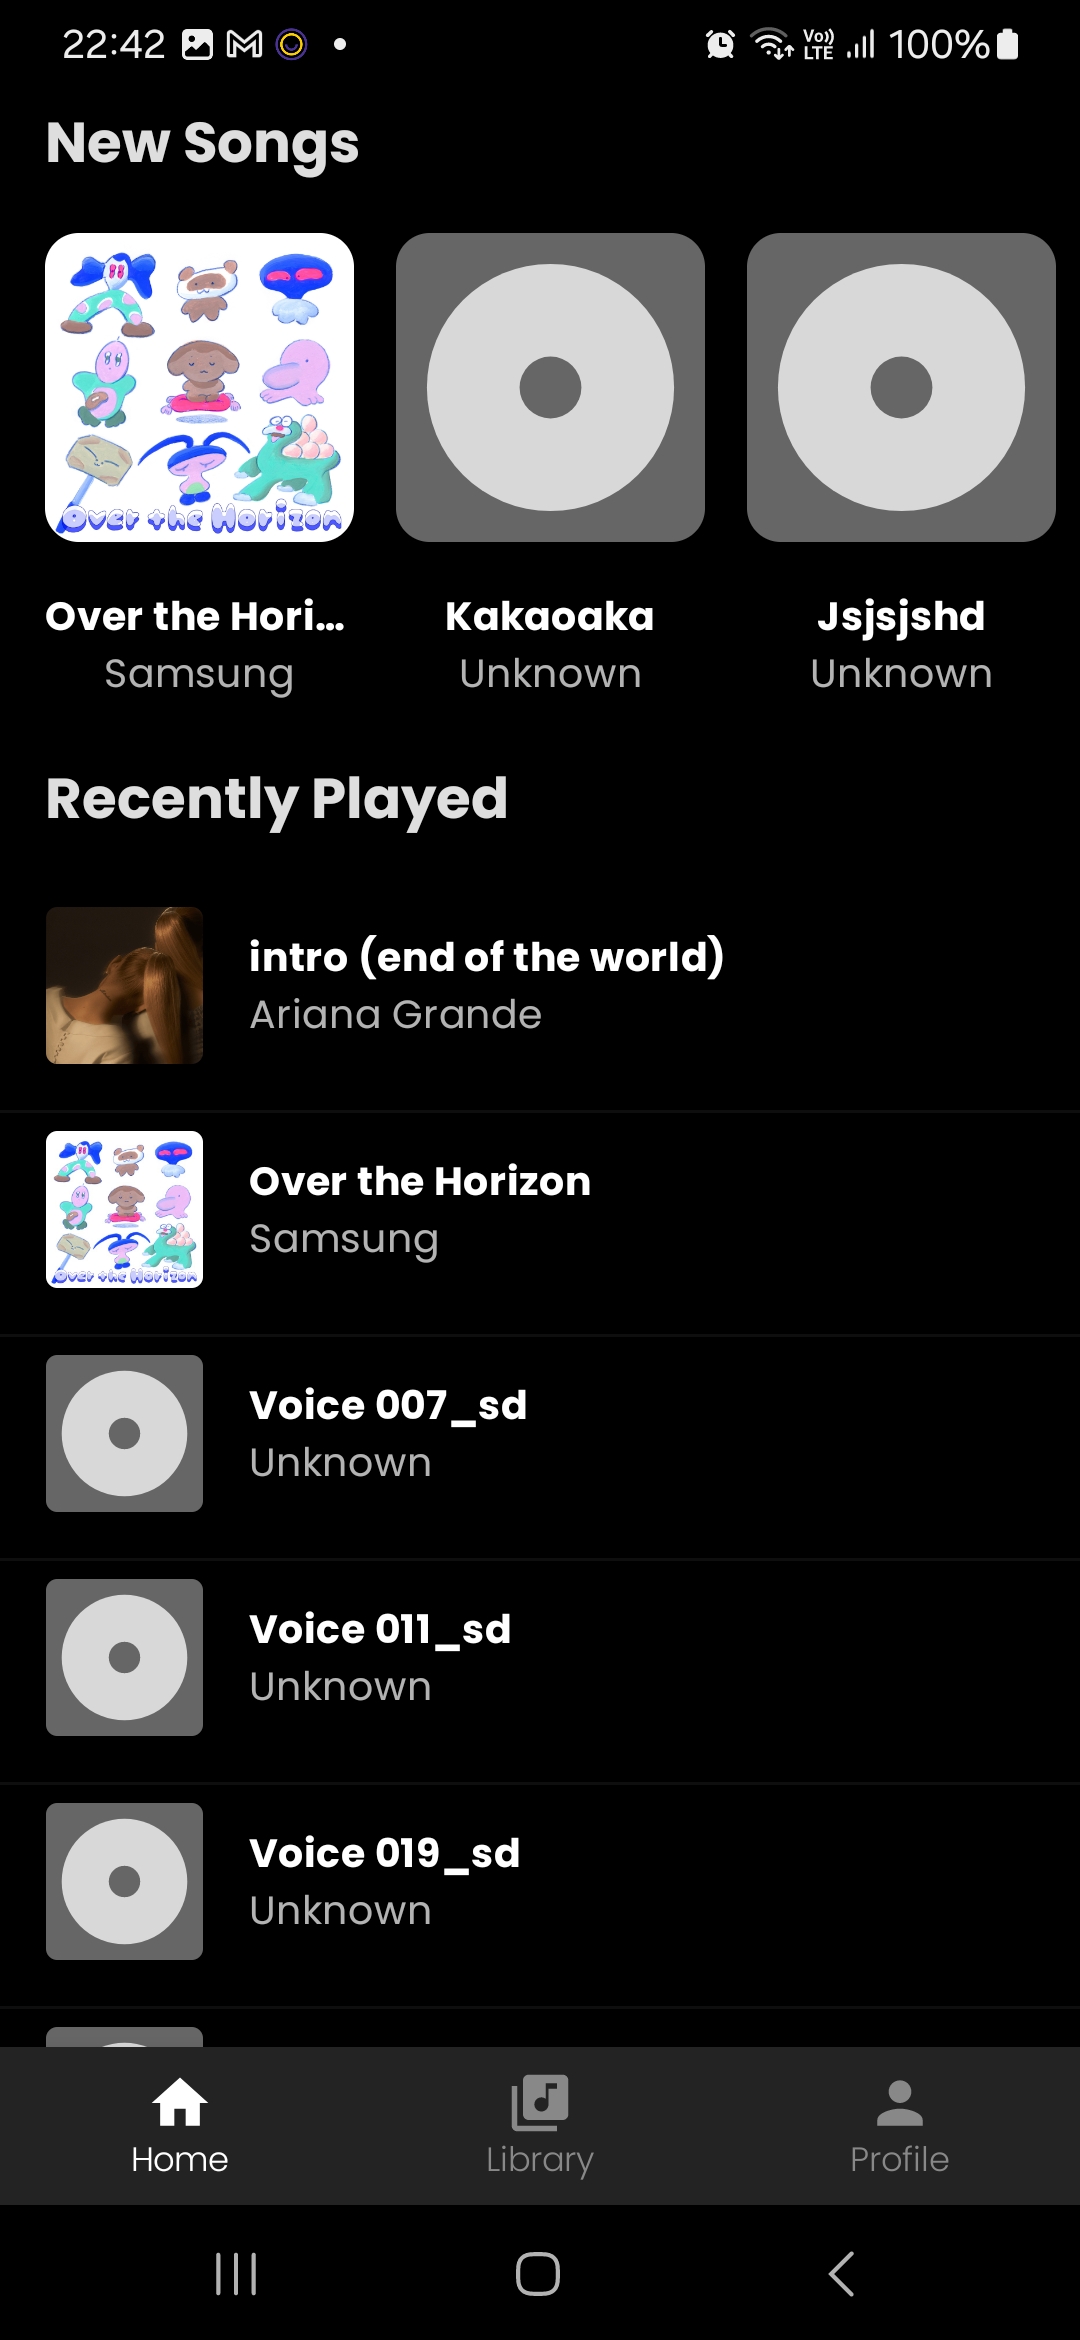 22:42 Vo)) LTE 100%
New Songs
Over the Horizon
Over the Hori...
Samsung
Kakaoaka
Unknown
Jsjsjshd
Unknown
Recently Played
intro (end of the world)
Ariana Grande
Over the Horizon
Over the Horizon
Samsung
Voice 007_sd
Unknown
Voice 011_sd
Unknown
Voice 019_sd
Unknown
Home
Library
Profile